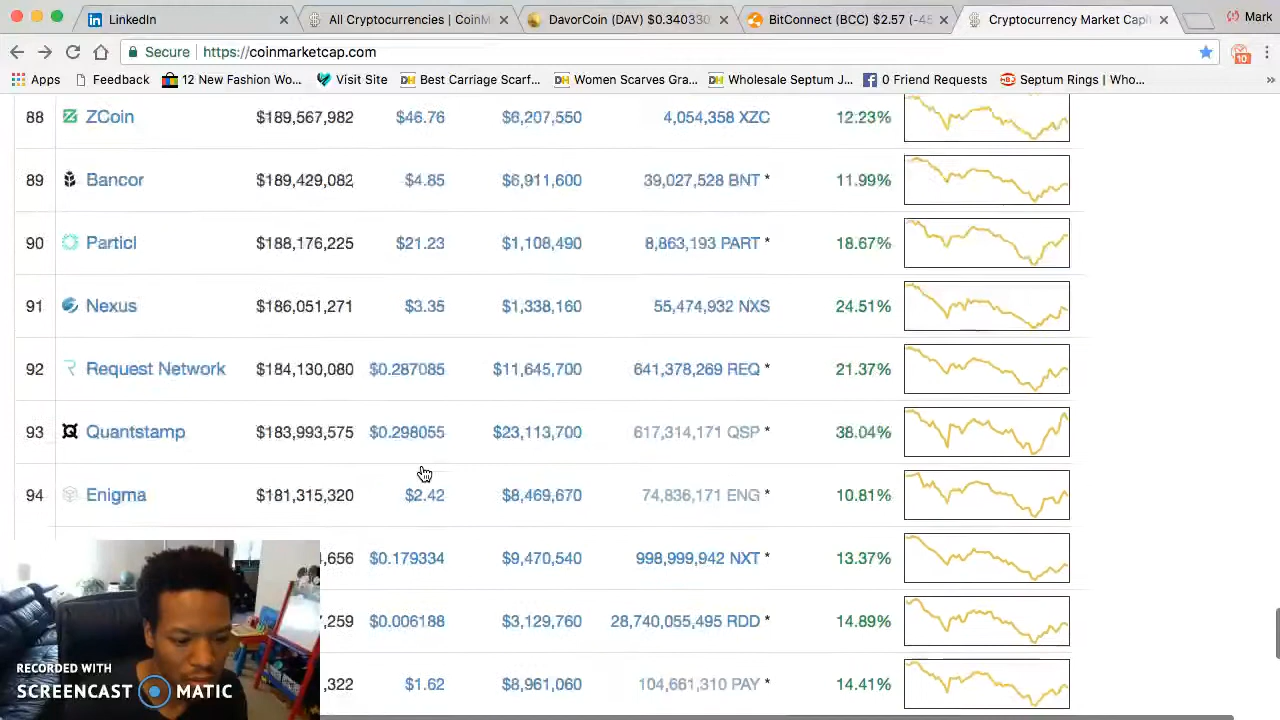 LinkedIn × All Cryptocurrencies | CoinM × DavorCoin (DAV) $0.340330 × BitConnect (BCC) $2.57 (-45 × Cryptocurrency Market Capi × Mark
Secure https://coinmarketcap.com 10
Apps Feedback 12 New Fashion Wo... Visit Site DH Best Carriage Scarf... DH Women Scarves Gra... DH Wholesale Septum J... 0 Friend Requests Septum Rings | Who... »
88 ZCoin $189,567,982 $46.76 $6,207,550 4,054,358 XZC 12.23%
89 Bancor $189,429,082 $4.85 $6,911,600 39,027,528 BNT * 11.99%
90 Particl $188,176,225 $21.23 $1,108,490 8,863,193 PART * 18.67%
91 Nexus $186,051,271 $3.35 $1,338,160 55,474,932 NXS 24.51%
92 Request Network $184,130,080 $0.287085 $11,645,700 641,378,269 REQ * 21.37%
93 Quantstamp $183,993,575 $0.298055 $23,113,700 617,314,171 QSP * 38.04%
94 Enigma $181,315,320 $2.42 $8,469,670 74,836,171 ENG * 10.81%
,656 $0.179334 $9,470,540 998,999,942 NXT * 13.37%
,259 $0.006188 $3,129,760 28,740,055,495 RDD * 14.89%
,322 $1.62 $8,961,060 104,661,310 PAY * 14.41%
RECORDED WITH
SCREENCAST MATIC